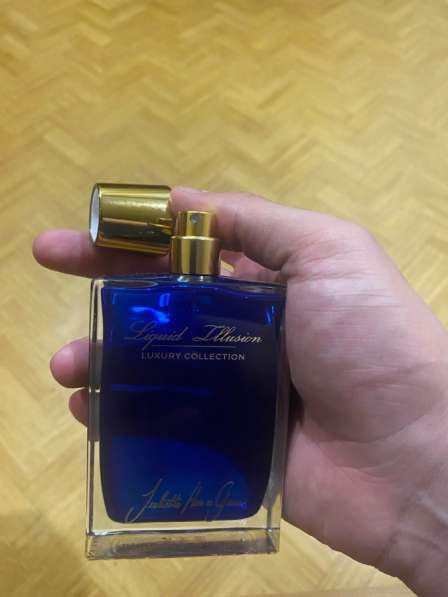 Liquid Illusion
LUXURY COLLECTION
Juliette Has a Gun